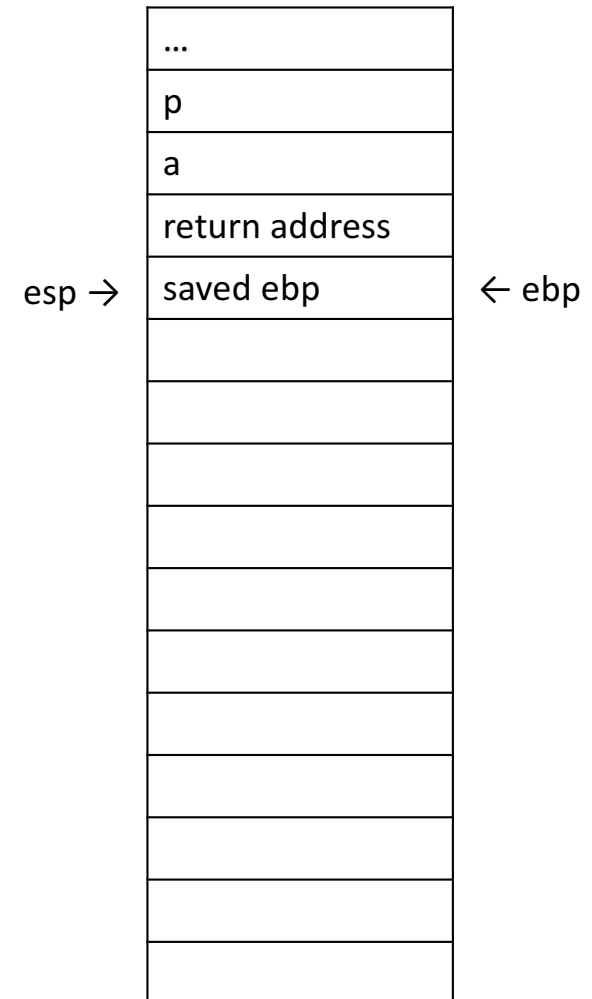 ...
p
a
return address
esp → saved ebp ← ebp